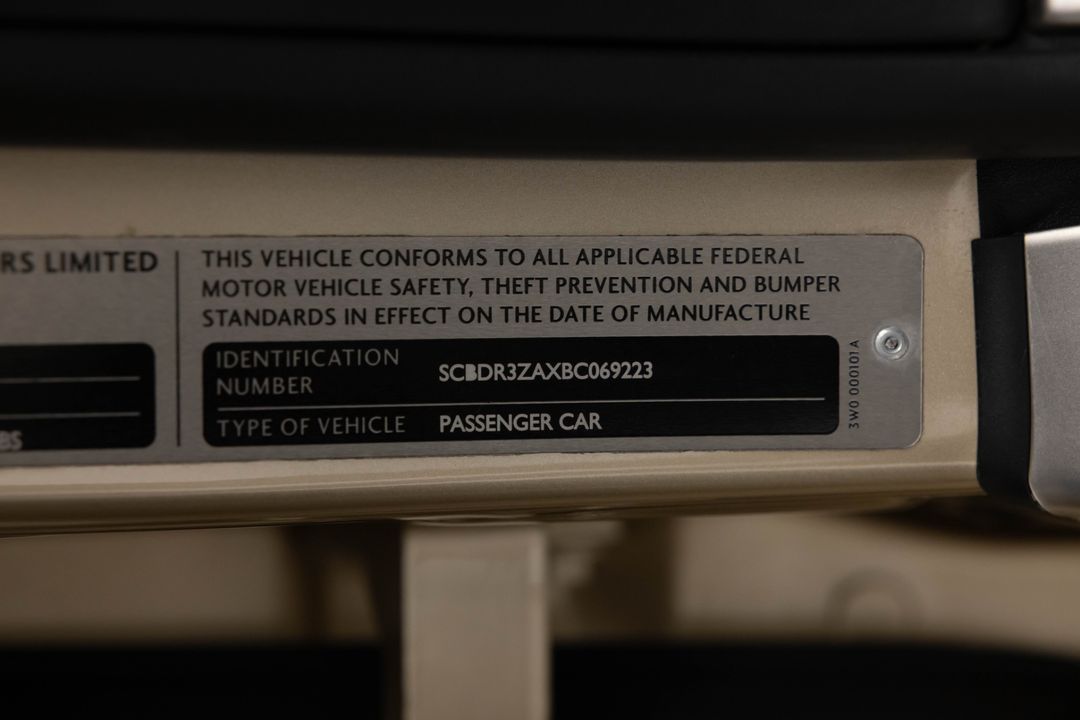 RS LIMITED
THIS VEHICLE CONFORMS TO ALL APPLICABLE FEDERAL
MOTOR VEHICLE SAFETY, THEFT PREVENTION AND BUMPER
STANDARDS IN EFFECT ON THE DATE OF MANUFACTURE
IDENTIFICATION
NUMBER
SCBDR3ZAXBC069223
TYPE OF VEHICLE PASSENGER CAR
3W0 000101A